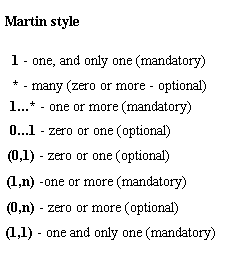 Martin style
1 - one, and only one (mandatory)
* - many (zero or more - optional)
1...* - one or more (mandatory)
0...1 - zero or one (optional)
(0,1) - zero or one (optional)
(1,n) -one or more (mandatory)
(0,n) - zero or more (optional)
(1,1) - one and only one (mandatory)